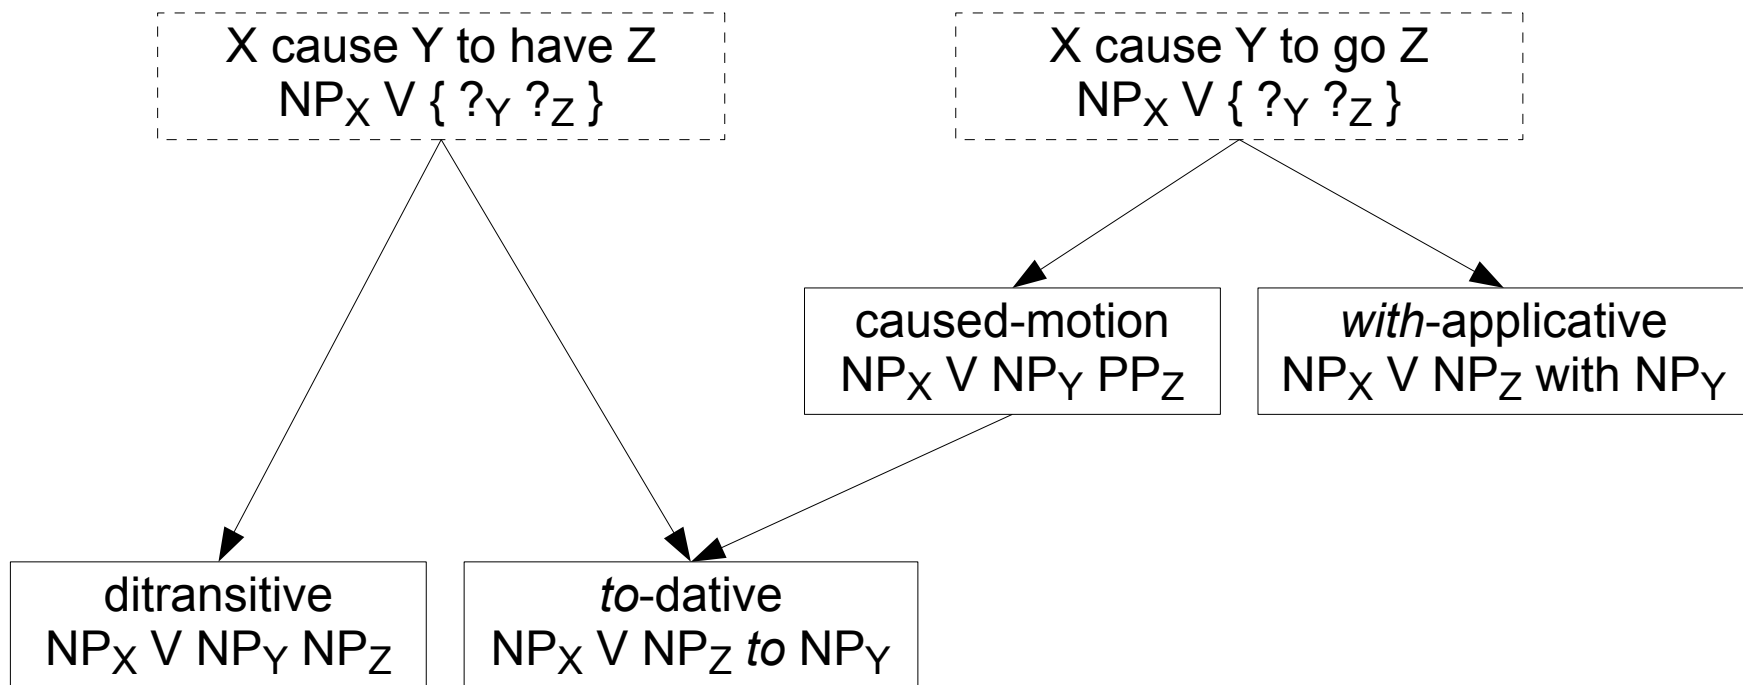 X cause Y to have Z
NPX V { ?Y ?Z }
X cause Y to go Z
NPX V { ?Y ?Z }
caused-motion
NPX V NPY PPZ
with-applicative
NPX V NPZ with NPY
ditransitive
NPX V NPY NPZ
to-dative
NPX V NPZ to NPY